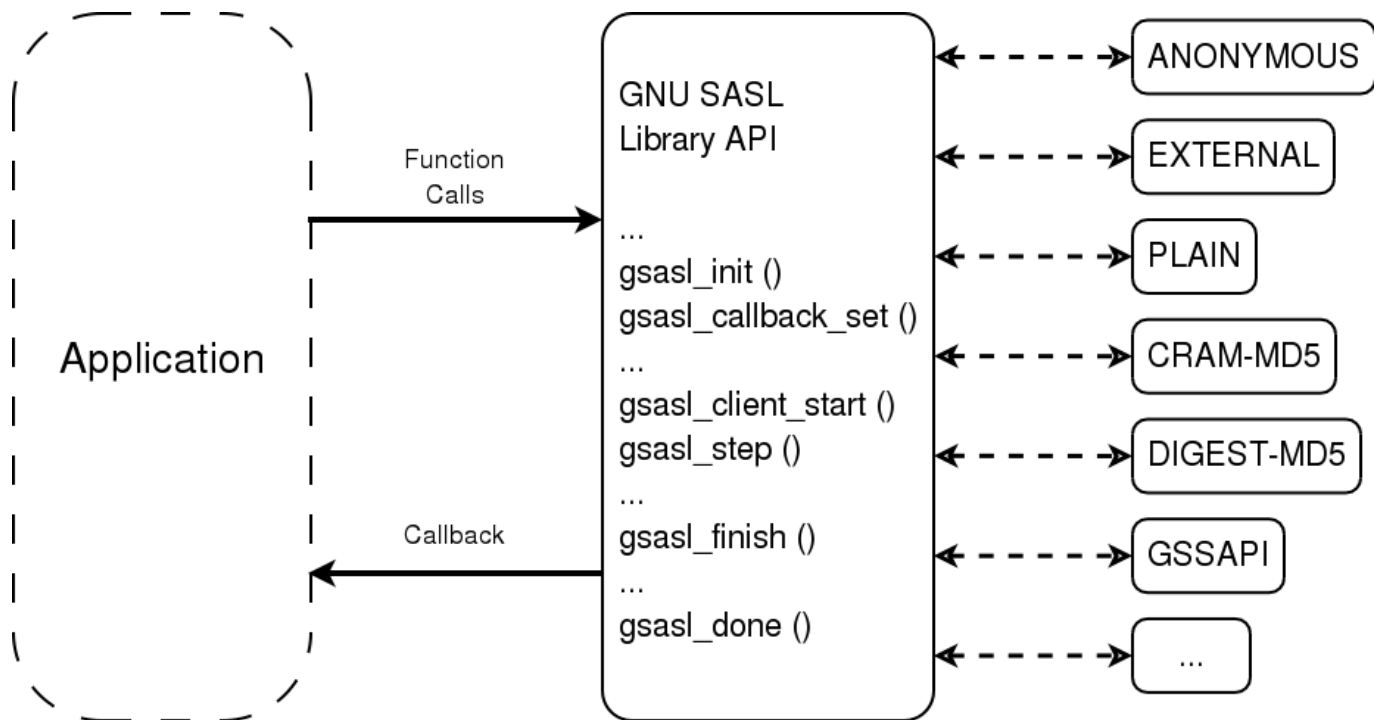 Application
Function
Calls
Callback
GNU SASL
Library API
...
gsasl_init ()
gsasl_callback_set ()
...
gsasl_client_start ()
gsasl_step ()
...
gsasl_finish ()
...
gsasl_done ()
ANONYMOUS
EXTERNAL
PLAIN
CRAM-MD5
DIGEST-MD5
GSSAPI
...